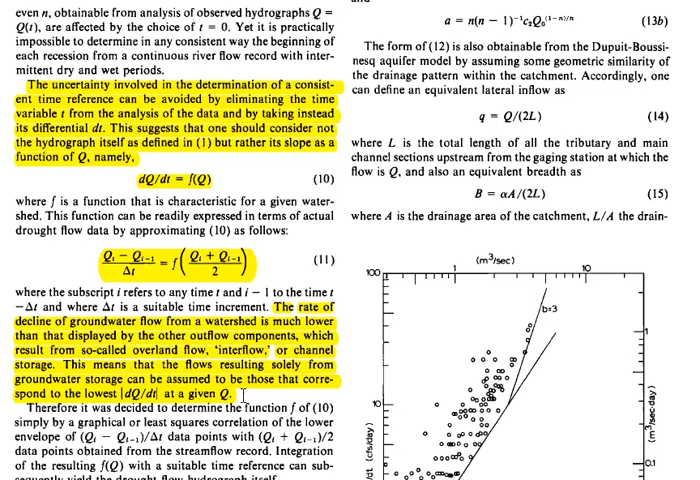 even n, obtained from analysis of observed hydrographs Q =
Q(t), are affected by the choice of t = 0. Yet it is practically
impossible to determine in any consistent way the beginning of
each recession from a continuous river flow record with inter-
mittent dry and wet periods.
The uncertainty involved in the determination of a consist-
ent time reference can be avoided by eliminating the time
variable t from the analysis of the data and by taking instead
its differential dt. This suggests that one should consider not
the hydrograph itself as defined in (1) but rather its slope as a
function of Q, namely,
dQ/dt = f(Q) (10)
where f is a function that is characteristic for a given water-
shed. This function can be readily expressed in terms of actual
drought flow data by approximating (10) as follows:
(Qᵢ − Qᵢ₋₁)/Δt = f((Qᵢ + Qᵢ₋₁)/2) (11)
where the subscript i refers to any time t and i − 1 to the time t
−Δt and where Δt is a suitable time increment. The rate of
decline of groundwater flow from a watershed is much lower
than that displayed by the other outflow components, which
result from so-called overland flow, 'interflow,' or channel
storage. This means that the flows resulting solely from
groundwater storage can be assumed to be those that corre-
spond to the lowest |dQ/dt| at a given Q.
Therefore it was decided to determine the function f of (10)
simply by a graphical or least squares correlation of the lower
envelope of (Qᵢ − Qᵢ₋₁)/Δt data points with (Qᵢ + Qᵢ₋₁)/2
data points obtained from the streamflow record. Integration
of the resulting f(Q) with a suitable time reference can sub-
sequently yield the drought flow hydrograph itself.
and
a = n(n − 1)⁻¹c₂Q₀⁽¹⁻ⁿ⁾/ⁿ (13b)
The form of (12) is also obtainable from the Dupuit-Boussi-
nesq aquifer model by assuming some geometric similarity of
the drainage pattern within the catchment. Accordingly, one
can define an equivalent lateral inflow as
q = Q/(2L) (14)
where L is the total length of all the tributary and main
channel sections upstream from the gaging station at which the
flow is Q, and also an equivalent breadth as
B = αA/(2L) (15)
where A is the drainage area of the catchment, L/A the drain-
(m³/sec)
1 10
100
b=3
1
10
0.1
/dt (cfs/day)
(m³/sec·day)